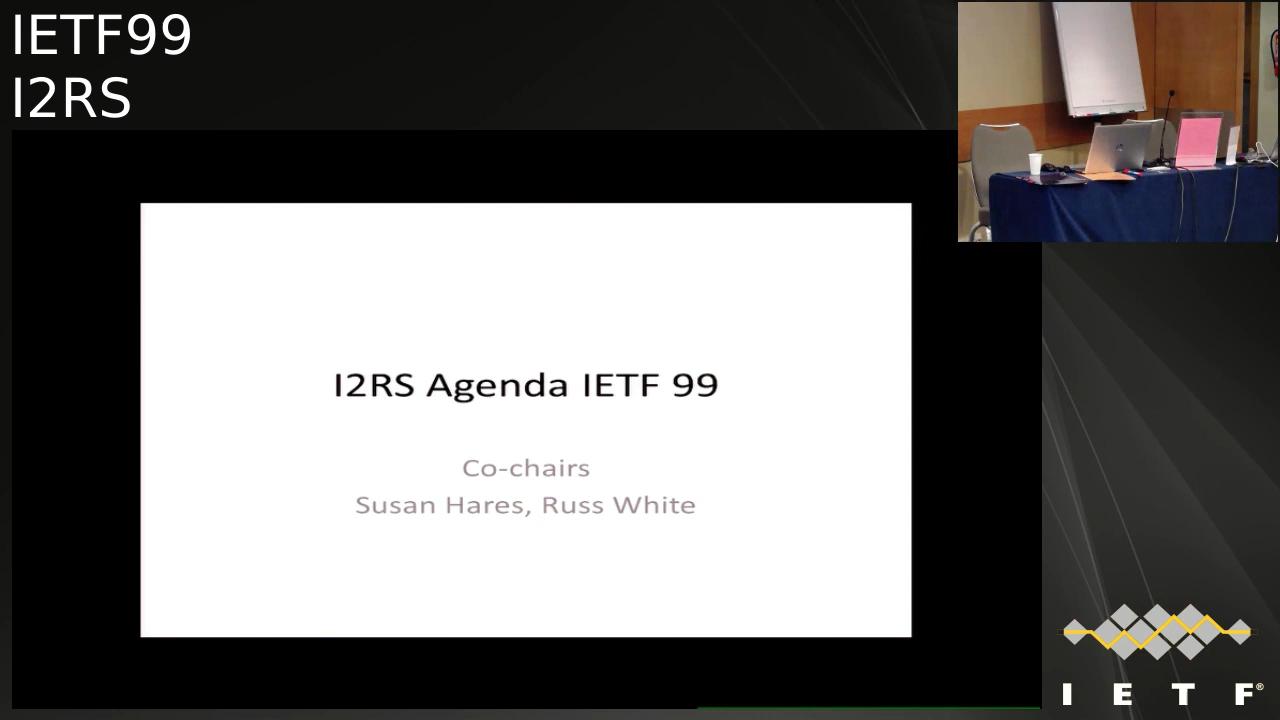 IETF99
I2RS
I2RS Agenda IETF 99
Co-chairs
Susan Hares, Russ White
I E T F®